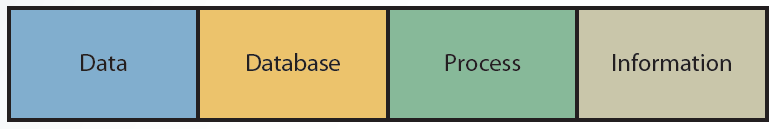 Data Database Process Information